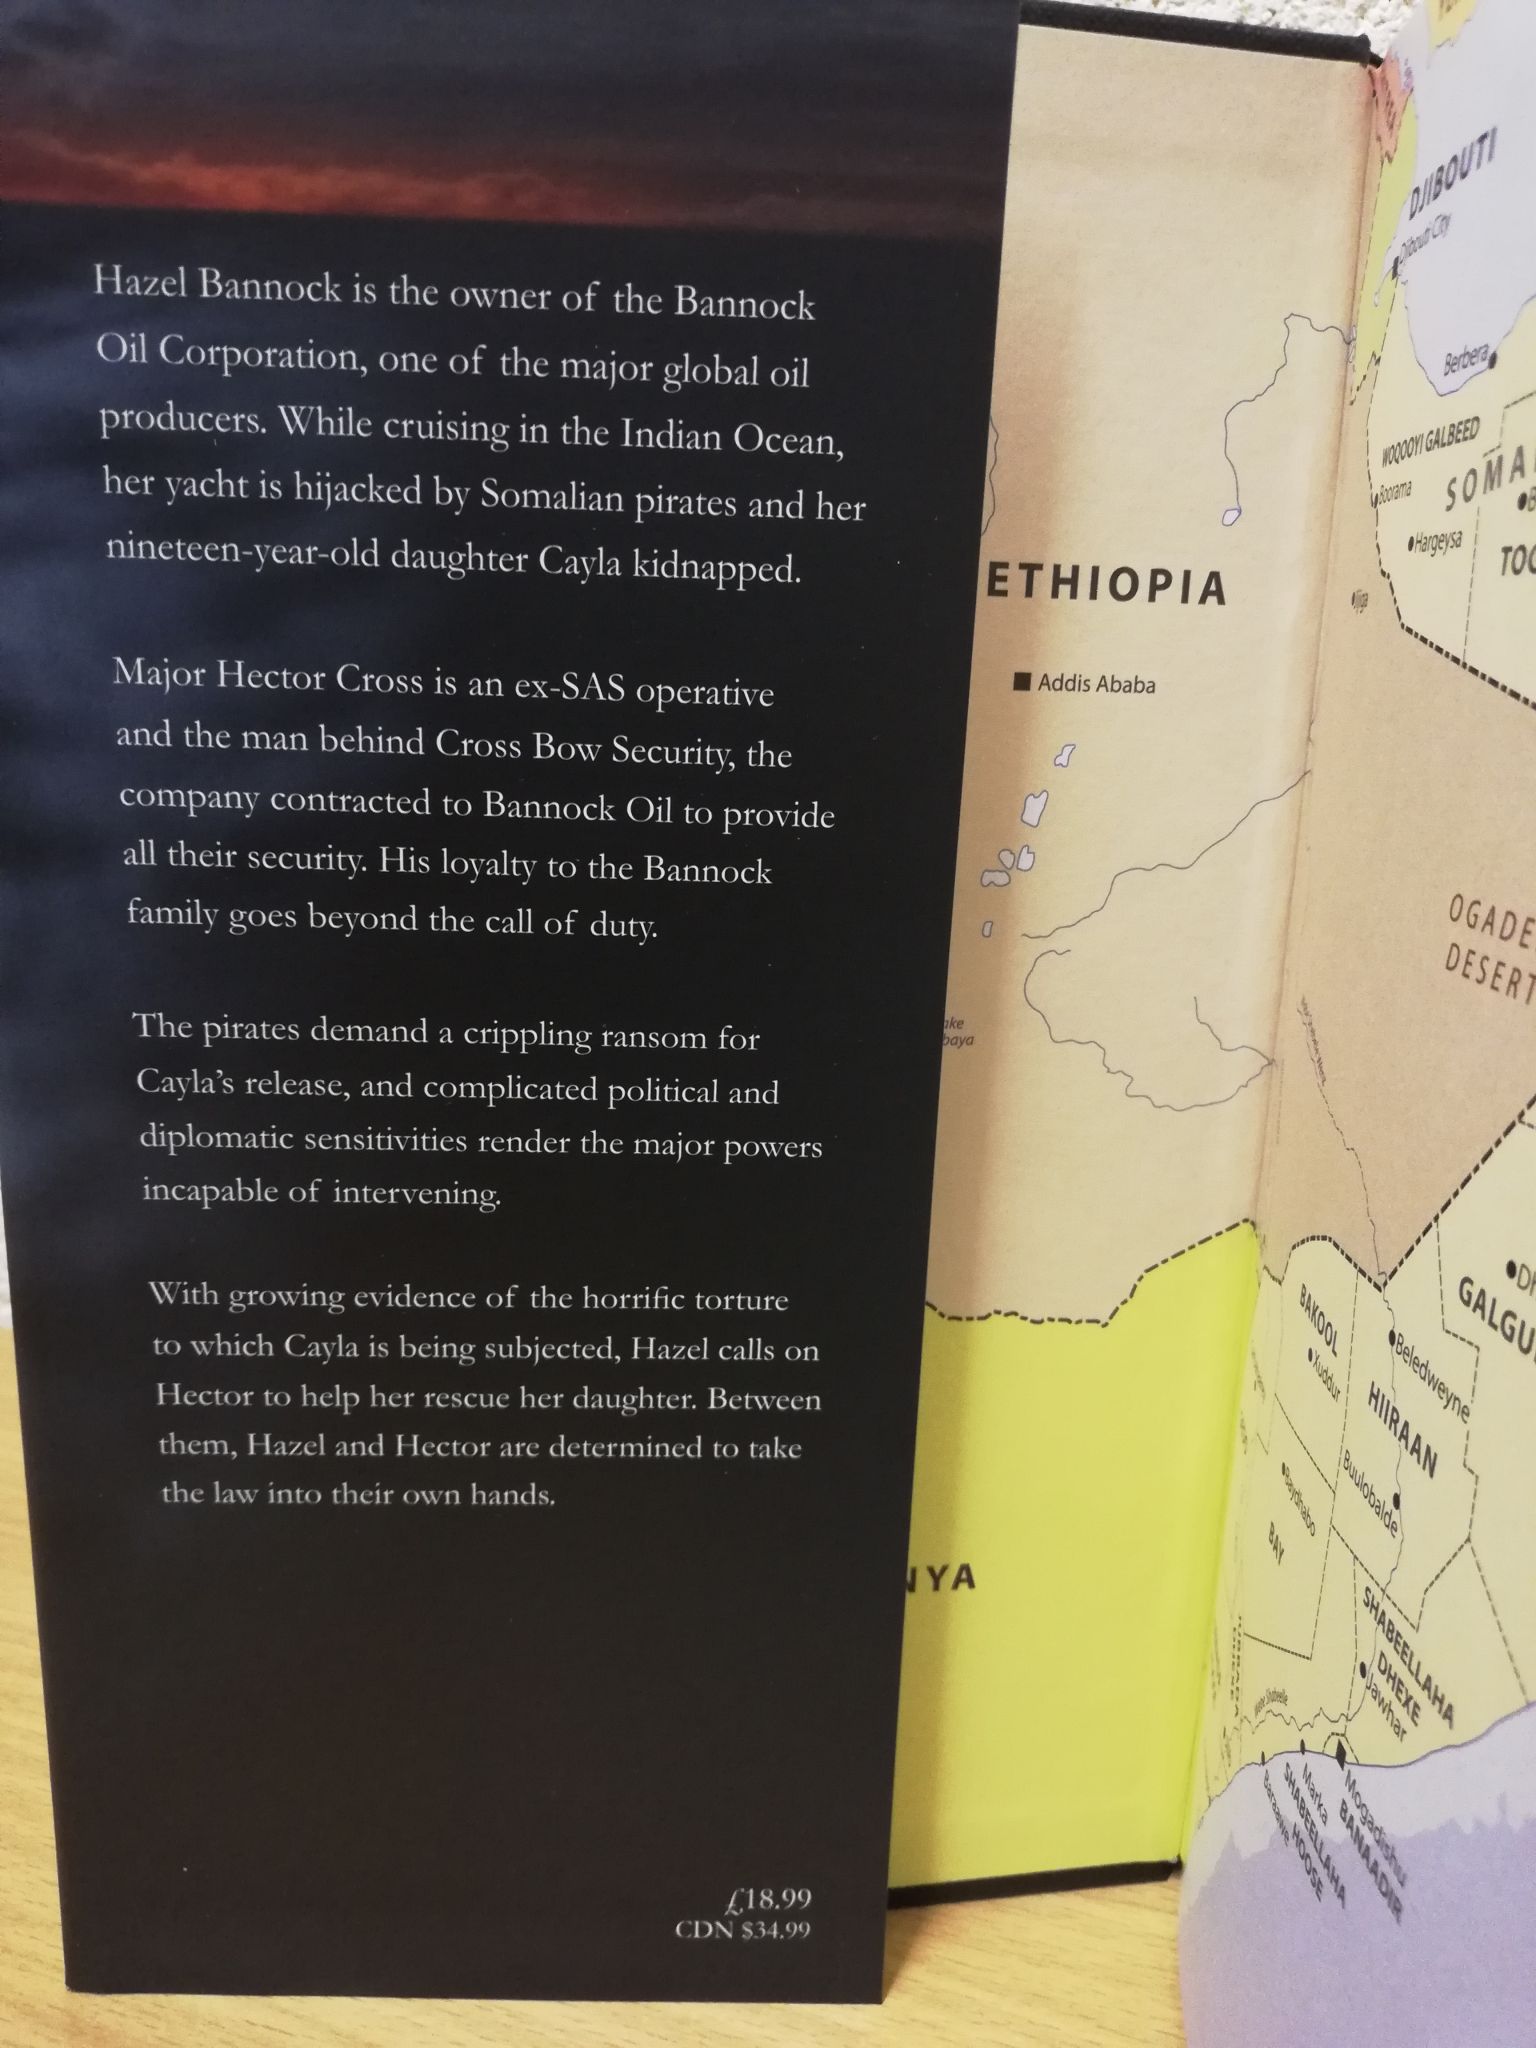 Hazel Bannock is the owner of the Bannock
Oil Corporation, one of the major global oil
producers. While cruising in the Indian Ocean,
her yacht is hijacked by Somalian pirates and her
nineteen-year-old daughter Cayla kidnapped.
Major Hector Cross is an ex-SAS operative
and the man behind Cross Bow Security, the
company contracted to Bannock Oil to provide
all their security. His loyalty to the Bannock
family goes beyond the call of duty.
The pirates demand a crippling ransom for
Cayla's release, and complicated political and
diplomatic sensitivities render the major powers
incapable of intervening.
With growing evidence of the horrific torture
to which Cayla is being subjected, Hazel calls on
Hector to help her rescue her daughter. Between
them, Hazel and Hector are determined to take
the law into their own hands.
£18.99
CDN $34.99
DJIBOUTI
Djibouti City
Berbera
WOQOOYI GALBEED
Boorama
SOMA
Hargeysa
TOG
Jijiga
ETHIOPIA
Addis Ababa
OGADE
DESERT
ake
baya
BAKOOL
Xuddur
Beledweyne
HIIRAAN
Buulobalde
GALGU
Dh
Baydhabo
BAY
NYA
SHABEELLAHA
DHEXE
Jawhar
Mogadishu
BANAADIR
Marka
SHABEELLAHA
HOOSE
Baraawe